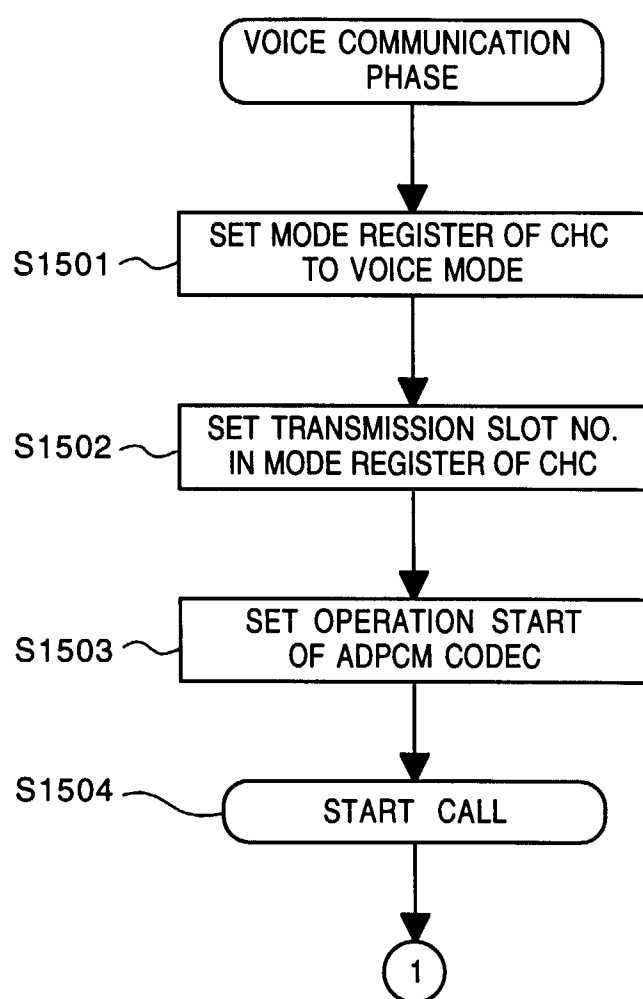 VOICE COMMUNICATION
PHASE
S1501
SET MODE REGISTER OF CHC
TO VOICE MODE
S1502
SET TRANSMISSION SLOT NO.
IN MODE REGISTER OF CHC
S1503
SET OPERATION START
OF ADPCM CODEC
S1504
START CALL
1